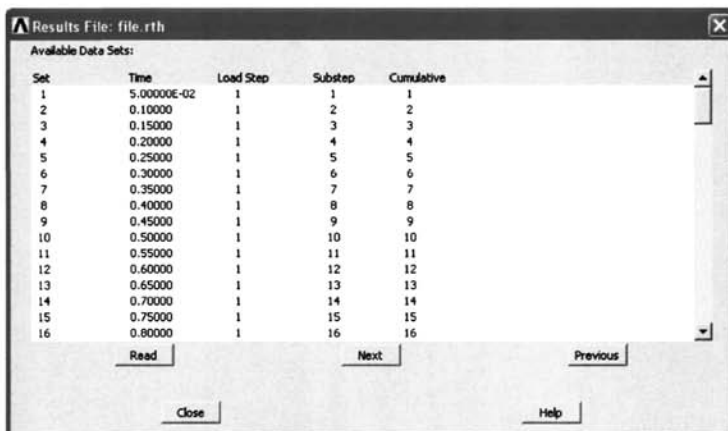 Results File: file.rth
Available Data Sets:
Set Time Load Step Substep Cumulative
1 5.00000E-02 1 1 1
2 0.10000 1 2 2
3 0.15000 1 3 3
4 0.20000 1 4 4
5 0.25000 1 5 5
6 0.30000 1 6 6
7 0.35000 1 7 7
8 0.40000 1 8 8
9 0.45000 1 9 9
10 0.50000 1 10 10
11 0.55000 1 11 11
12 0.60000 1 12 12
13 0.65000 1 13 13
14 0.70000 1 14 14
15 0.75000 1 15 15
16 0.80000 1 16 16
Read Next Previous
Close Help